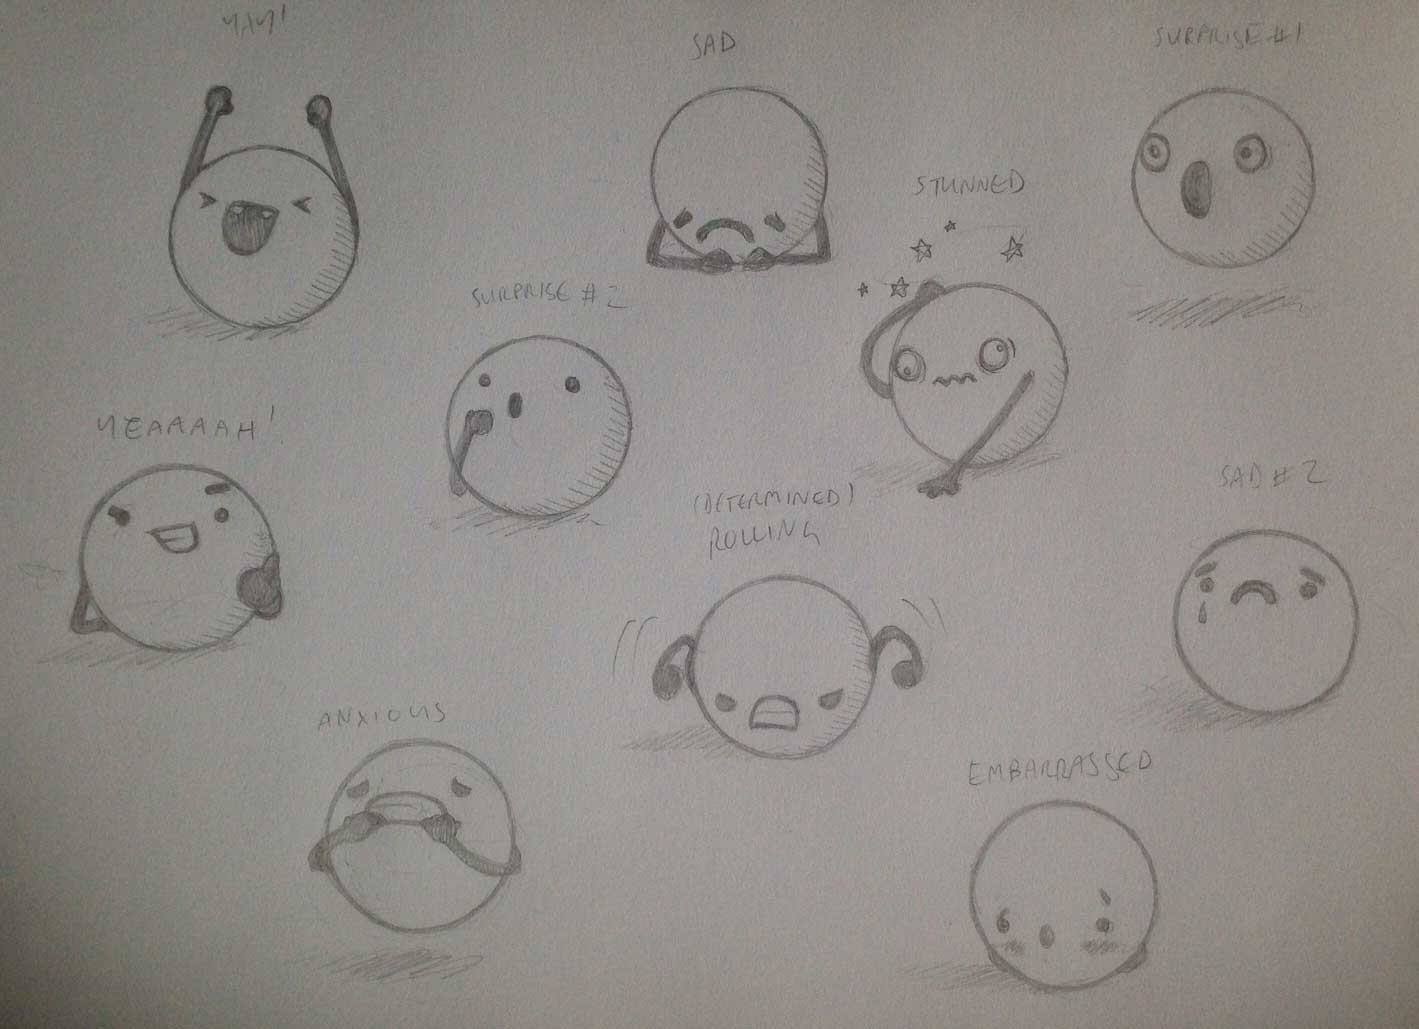 YAY!
SAD
SURPRISE #1
STUNNED
SURPRISE #2
YEAAAAH!
(DETERMINED)
ROLLING
SAD #2
ANXIOUS
EMBARRASSED